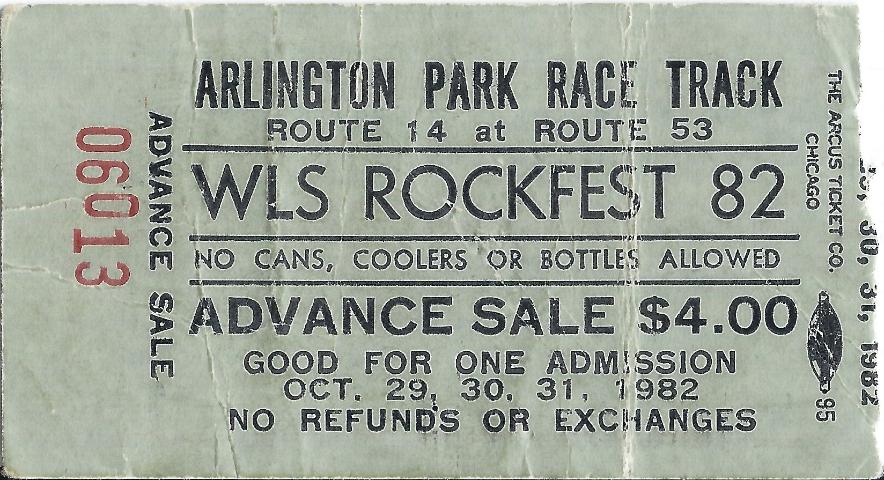 06013
ADVANCE SALE
ARLINGTON PARK RACE TRACK
ROUTE 14 at ROUTE 53
WLS ROCKFEST 82
NO CANS, COOLERS OR BOTTLES ALLOWED
ADVANCE SALE $4.00
GOOD FOR ONE ADMISSION
OCT. 29, 30, 31, 1982
NO REFUNDS OR EXCHANGES
THE ARCUS TICKET CO.
CHICAGO
95
30, 31, 1982